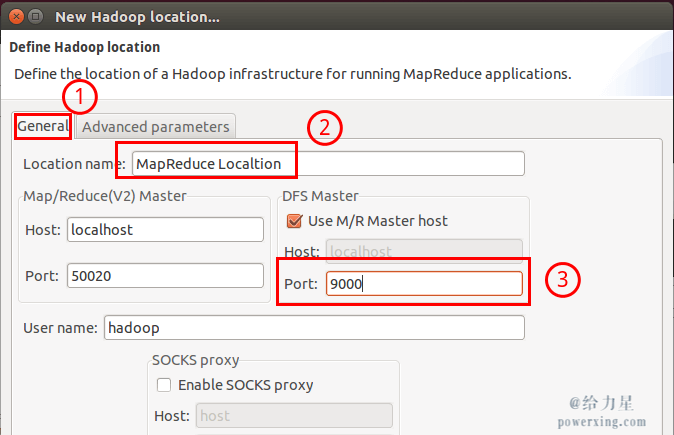 New Hadoop location...
Define Hadoop location
Define the location of a Hadoop infrastructure for running MapReduce applications.
1
General Advanced parameters
2
Location name: MapReduce Localtion
Map/Reduce(V2) Master
Host: localhost
Port: 50020
DFS Master
Use M/R Master host
Host: localhost
Port: 9000
3
User name: hadoop
SOCKS proxy
Enable SOCKS proxy
Host: host
@给力星
powerxing.com